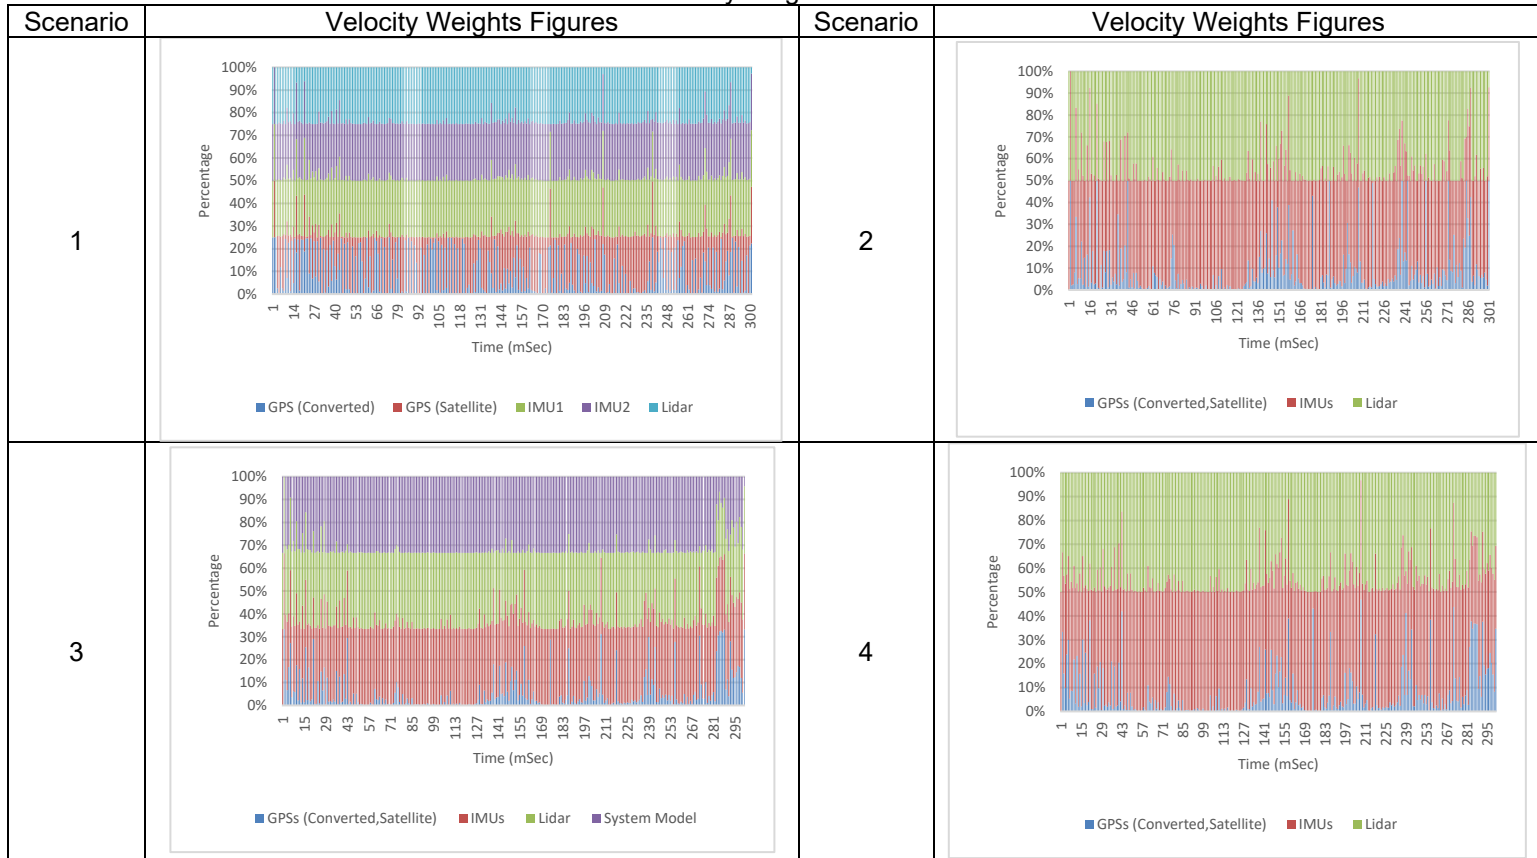 Scenario Velocity Weights Figures Scenario Velocity Weights Figures
1
100%
90%
80%
70%
60%
50%
40%
30%
20%
10%
0%
Percentage
1 14 27 40 53 66 79 92 105 118 131 144 157 170 183 196 209 222 235 248 261 274 287 300
Time (mSec)
GPS (Converted) GPS (Satellite) IMU1 IMU2 Lidar
2
100%
90%
80%
70%
60%
50%
40%
30%
20%
10%
0%
Percentage
1 16 31 46 61 76 91 106 121 136 151 166 181 196 211 226 241 256 271 286 301
Time (mSec)
GPSs (Converted,Satellite) IMUs Lidar
3
100%
90%
80%
70%
60%
50%
40%
30%
20%
10%
0%
Percentage
1 15 29 43 57 71 85 99 113 127 141 155 169 183 197 211 225 239 253 267 281 295
Time (mSec)
GPSs (Converted,Satellite) IMUs Lidar System Model
4
100%
90%
80%
70%
60%
50%
40%
30%
20%
10%
0%
Percentage
1 15 29 43 57 71 85 99 113 127 141 155 169 183 197 211 225 239 253 267 281 295
Time (mSec)
GPSs (Converted,Satellite) IMUs Lidar